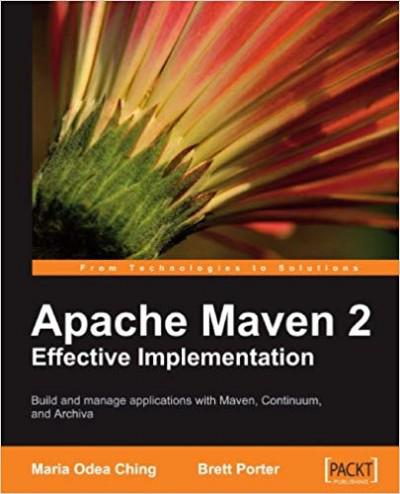 From Technologies to Solutions
Apache Maven 2
Effective Implementation
Build and manage applications with Maven, Continuum,
and Archiva
Maria Odea Ching Brett Porter
PACKT
PUBLISHING